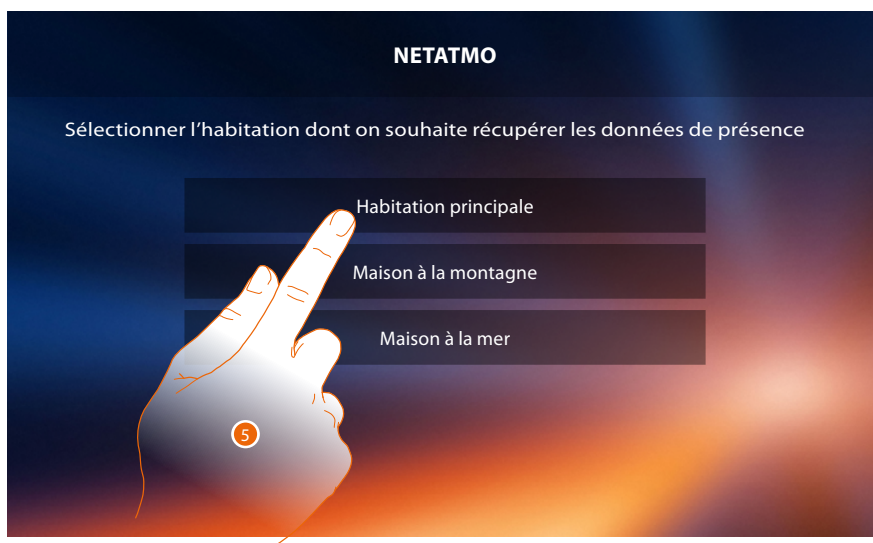 NETATMO
Sélectionner l'habitation dont on souhaite récupérer les données de présence
Habitation principale
Maison à la montagne
Maison à la mer
5